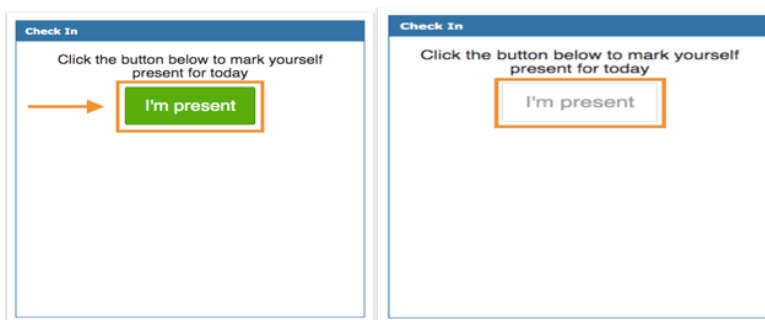 Check In
Click the button below to mark yourself
present for today
I'm present
Check In
Click the button below to mark yourself
present for today
I'm present